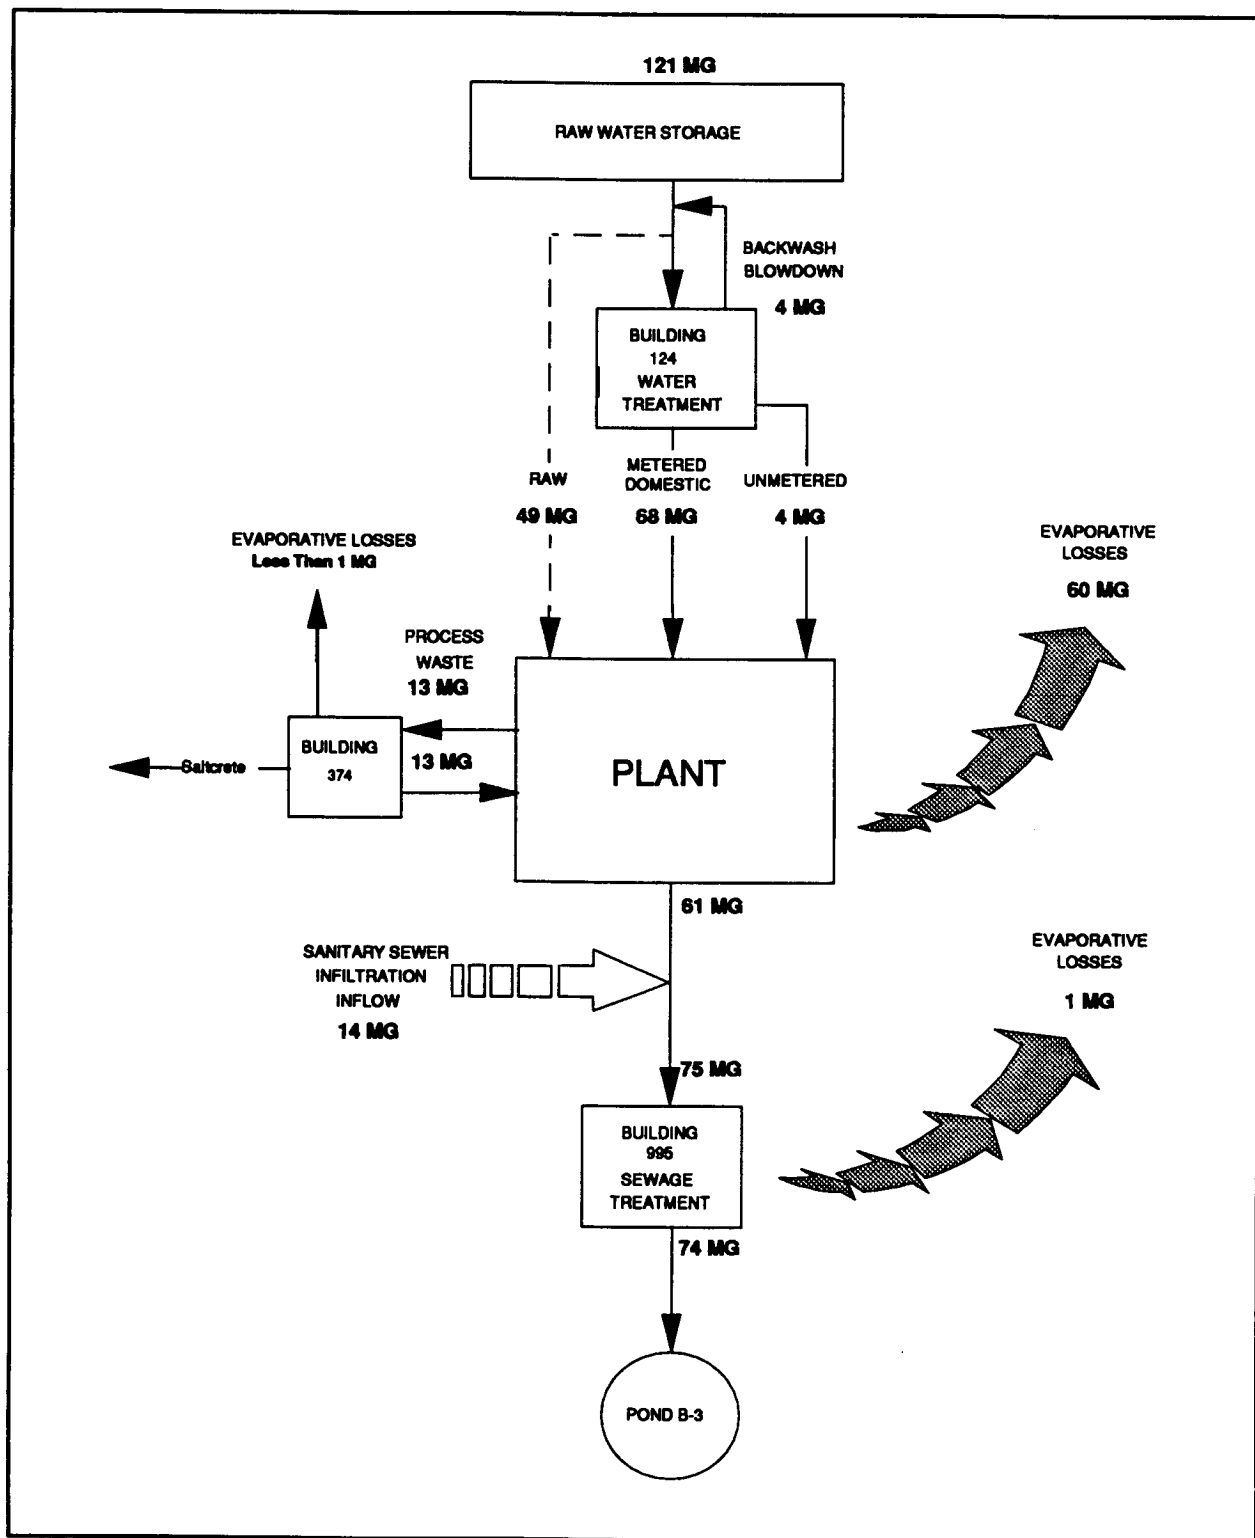 121 MG
RAW WATER STORAGE
BACKWASH
BLOWDOWN
4 MG
BUILDING
124
WATER
TREATMENT
RAW
49 MG
METERED
DOMESTIC
68 MG
UNMETERED
4 MG
EVAPORATIVE LOSSES
Less Than 1 MG
EVAPORATIVE
LOSSES
60 MG
PROCESS
WASTE
13 MG
BUILDING
374
13 MG
Saltcrete
PLANT
61 MG
SANITARY SEWER
INFILTRATION
INFLOW
14 MG
EVAPORATIVE
LOSSES
1 MG
75 MG
BUILDING
995
SEWAGE
TREATMENT
74 MG
POND B-3